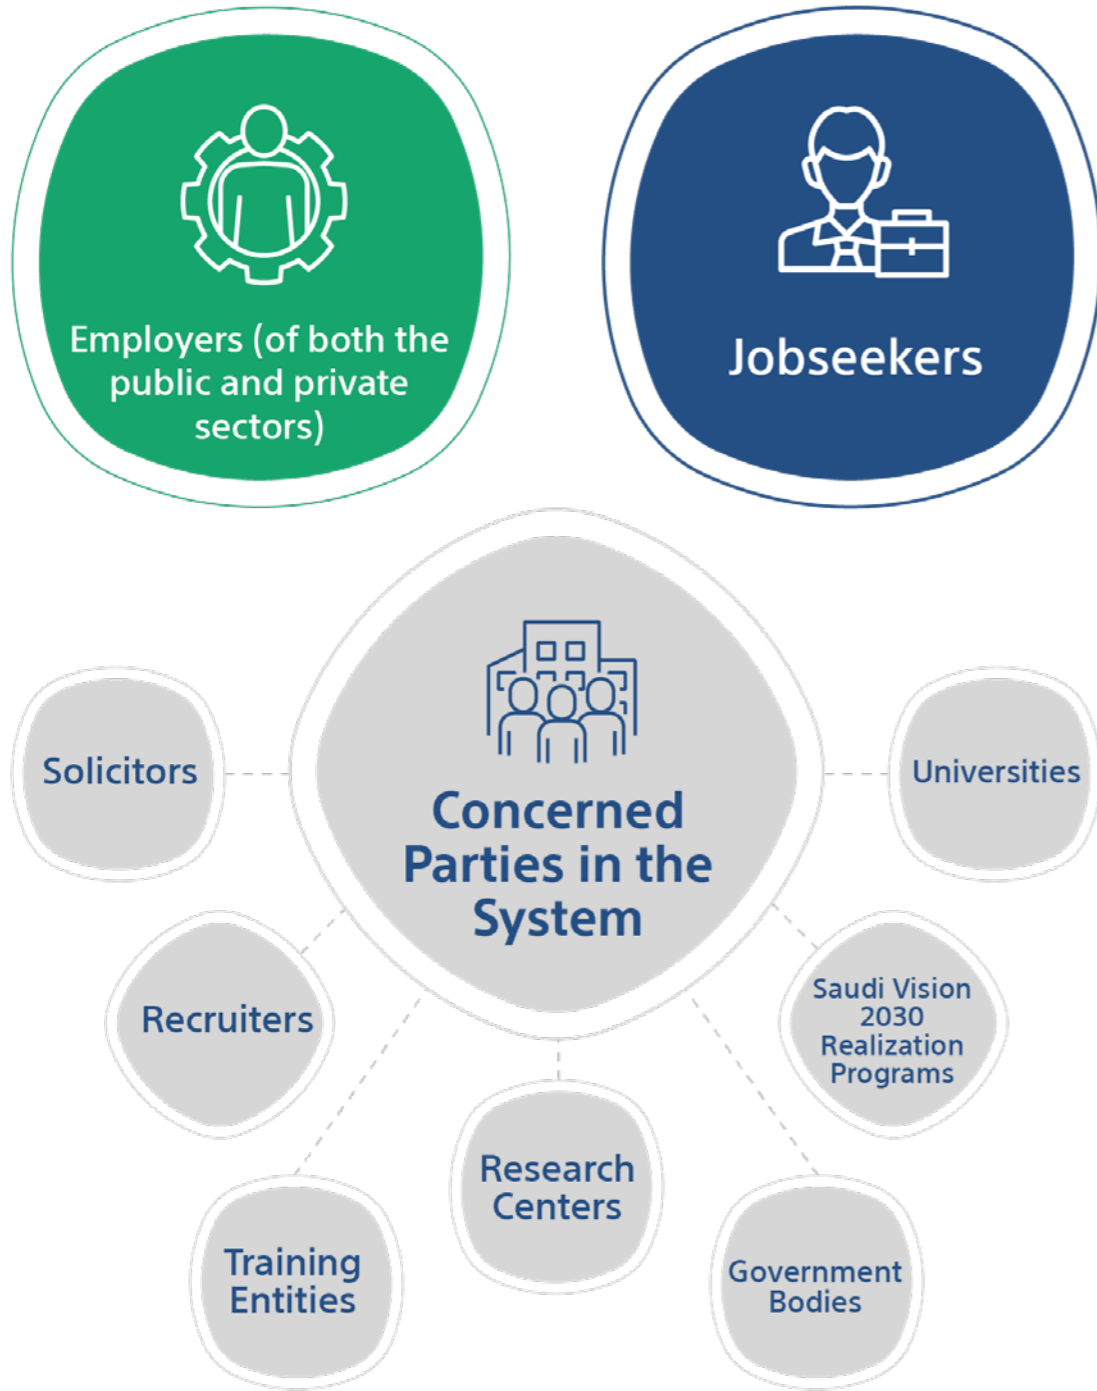 Employers (of both the
public and private
sectors)
Jobseekers
Concerned
Parties in the
System
Solicitors
Universities
Recruiters
Saudi Vision
2030
Realization
Programs
Training
Entities
Research
Centers
Government
Bodies